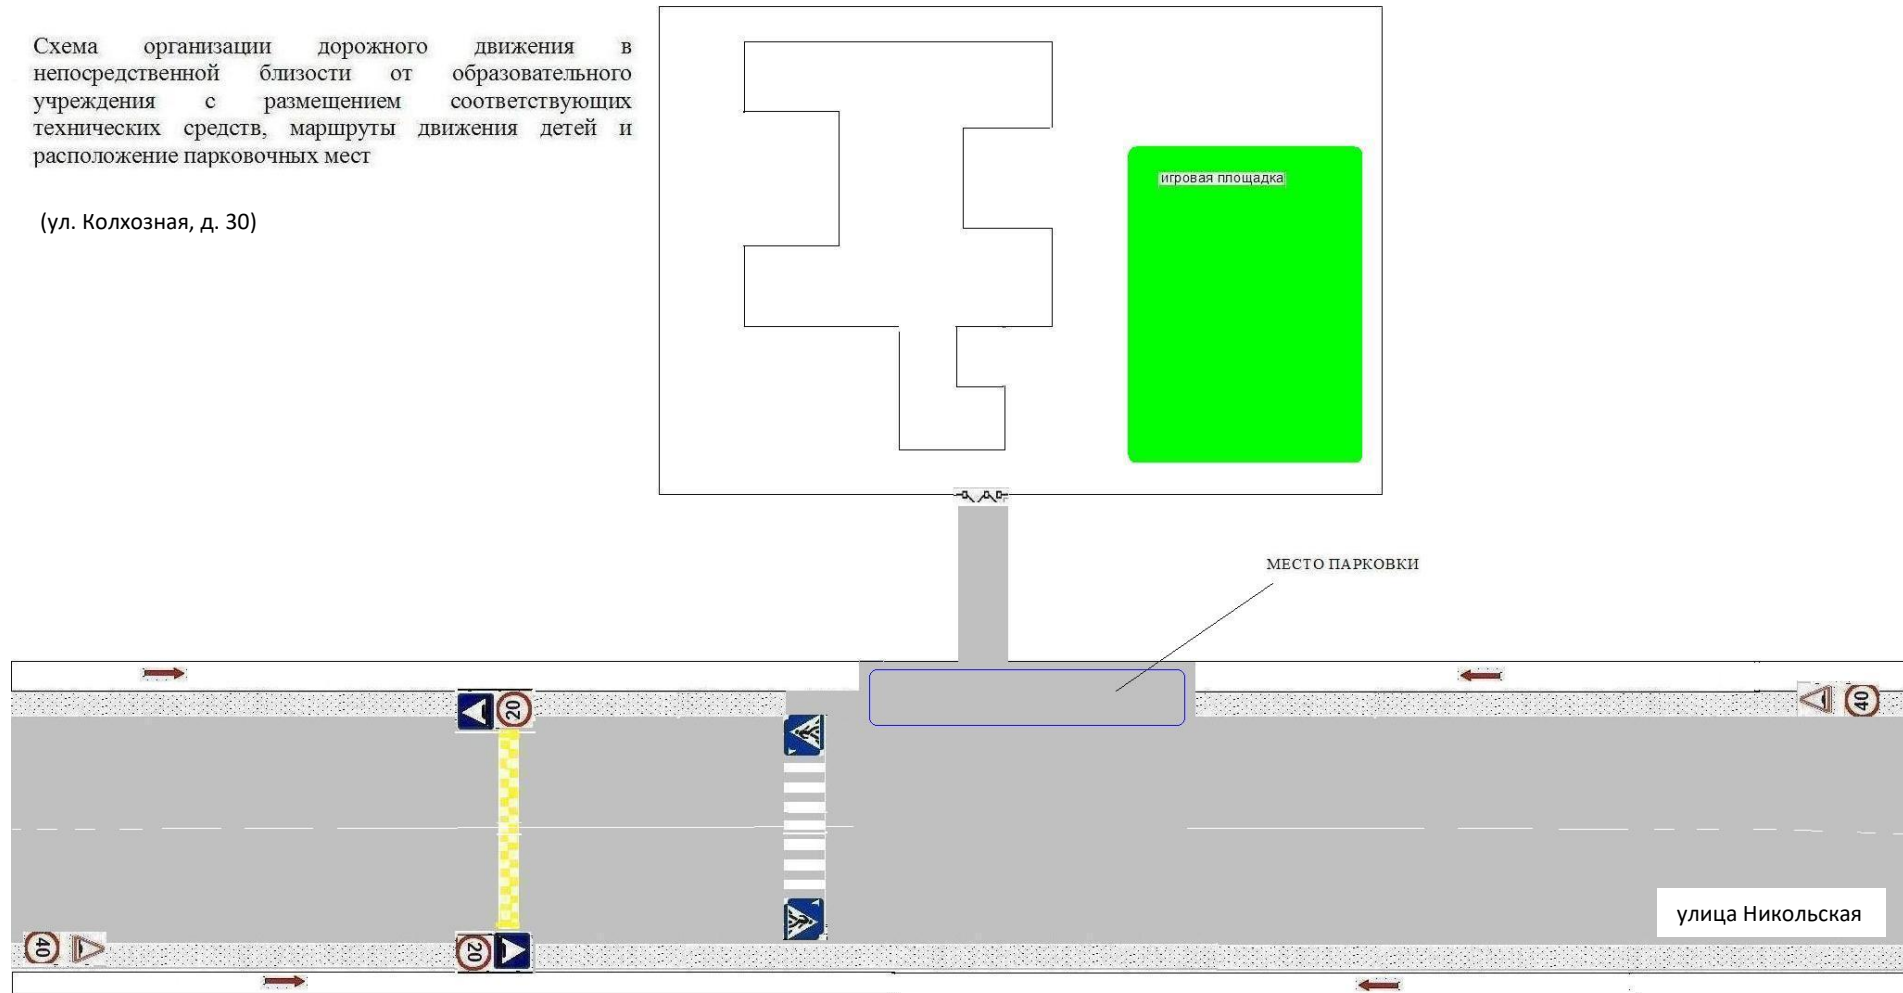 Схема организации дорожного движения в
непосредственной близости от образовательного
учреждения с размещением соответствующих
технических средств, маршруты движения детей и
расположение парковочных мест
(ул. Колхозная, д. 30)
игровая площадка
МЕСТО ПАРКОВКИ
20
40
улица Никольская
40
20